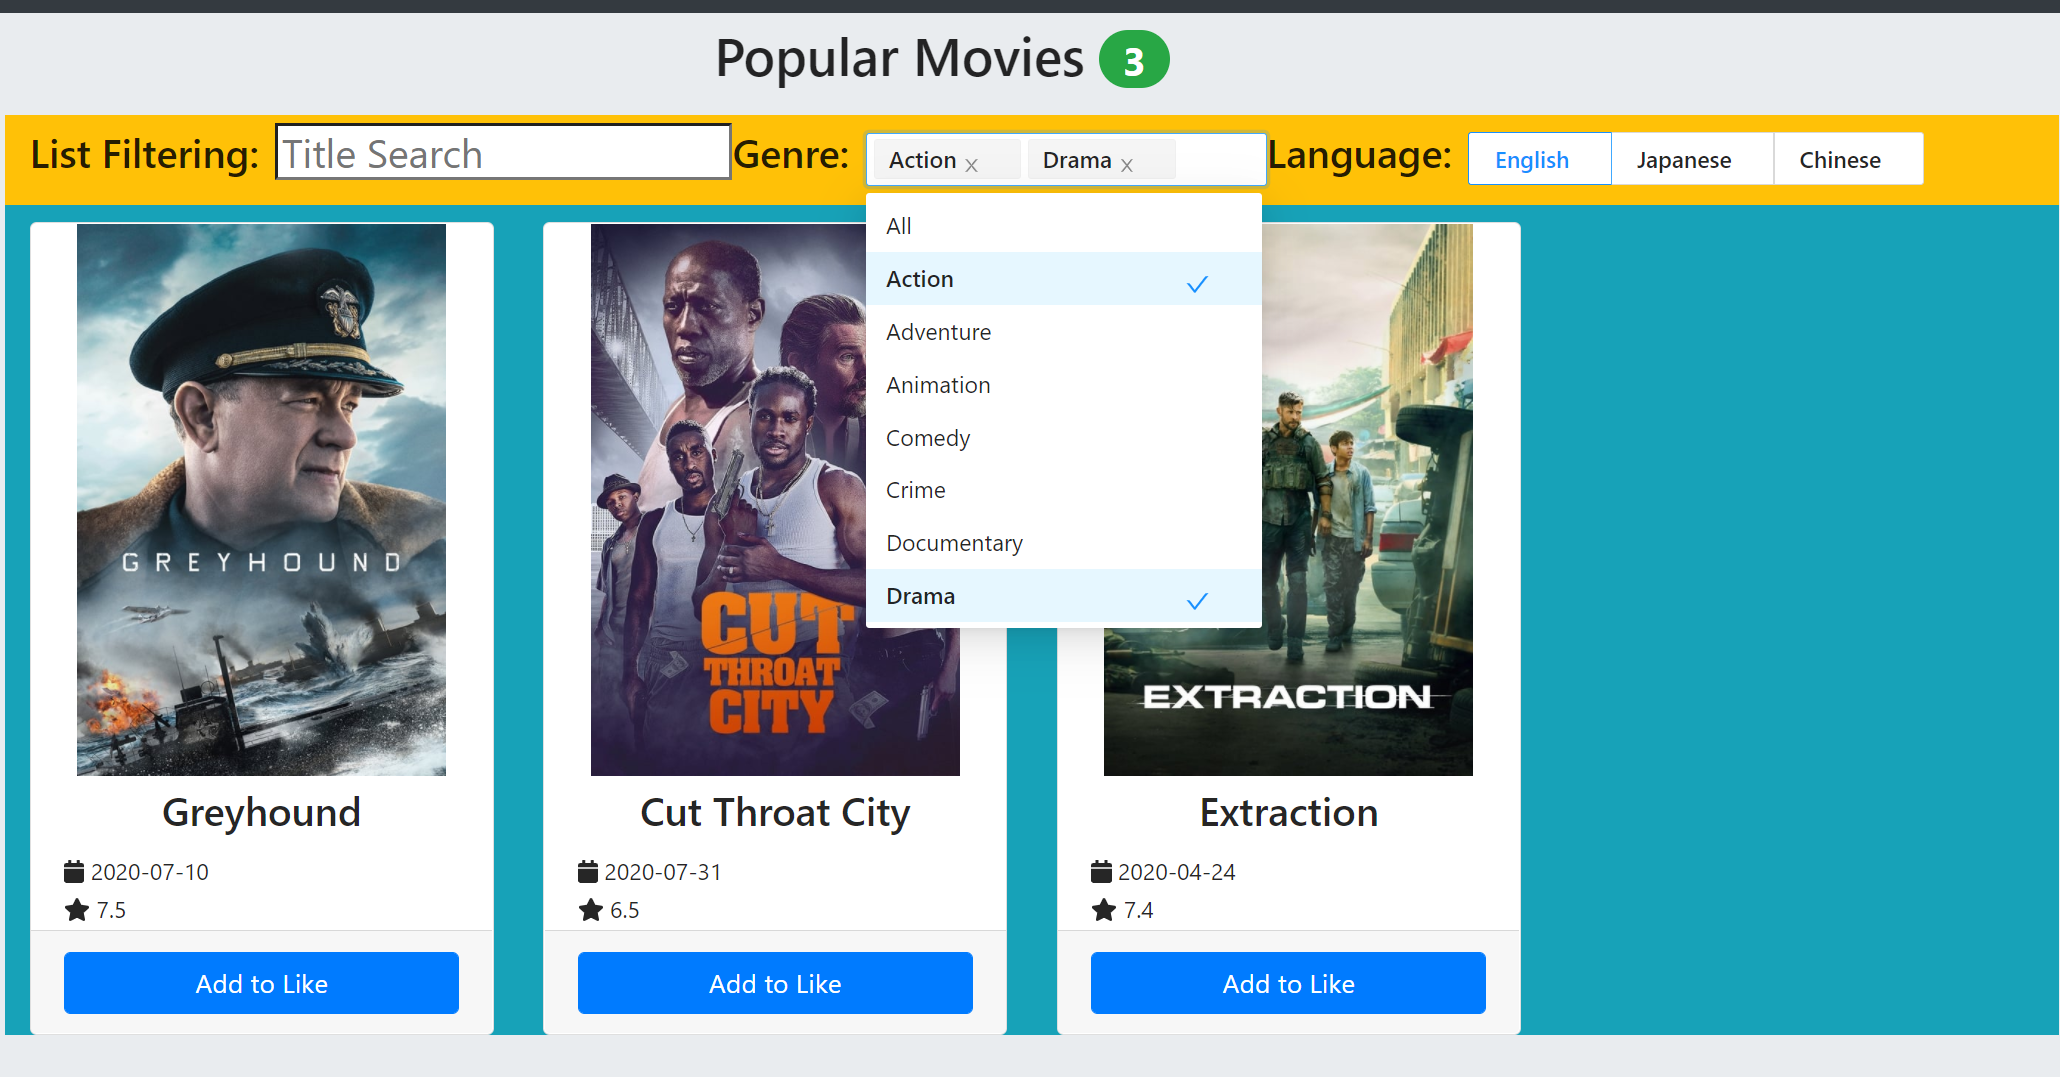 Popular Movies 3
List Filtering: Title Search Genre: Action x Drama x Language: English Japanese Chinese
All
Action
Adventure
Animation
Comedy
Crime
Documentary
Drama
GREYHOUND
CUT
THROAT
CITY
EXTRACTION
Greyhound
2020-07-10
7.5
Add to Like
Cut Throat City
2020-07-31
6.5
Add to Like
Extraction
2020-04-24
7.4
Add to Like